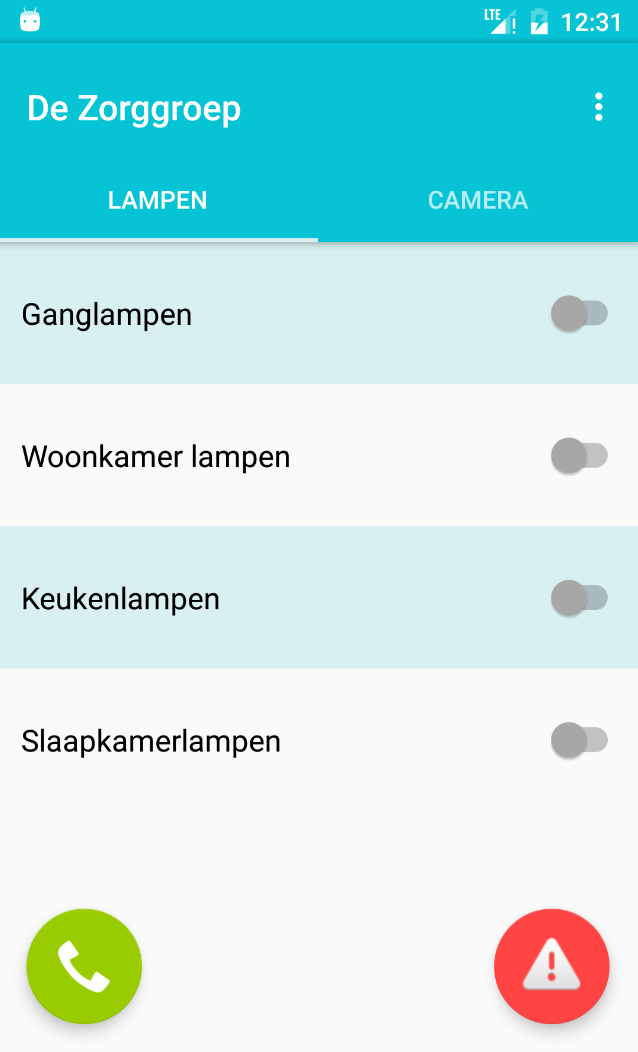 LTE 12:31
De Zorggroep
LAMPEN CAMERA
Ganglampen
Woonkamer lampen
Keukenlampen
Slaapkamerlampen